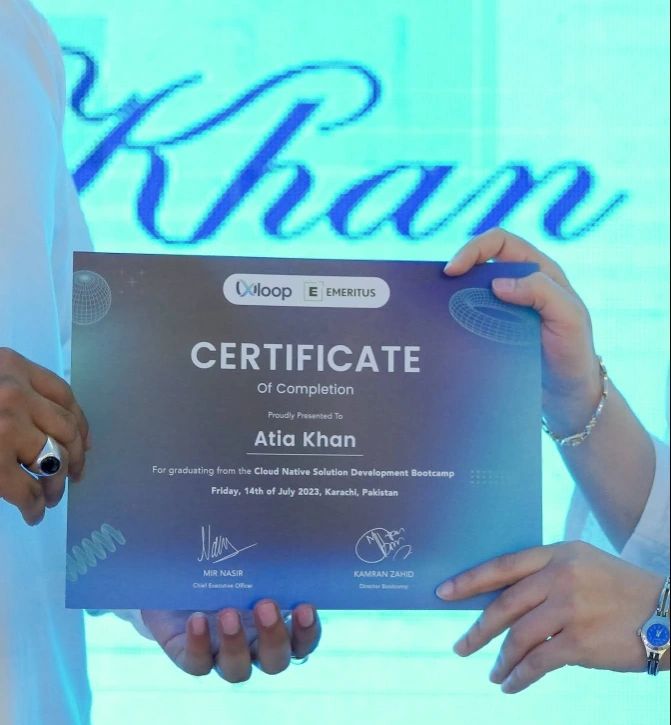 Khan
Xloop E EMERITUS
CERTIFICATE
Of Completion
Proudly Presented To
Atia Khan
For graduating from the Cloud Native Solution Development Bootcamp
Friday, 14th of July 2023, Karachi, Pakistan
MIR NASIR KAMRAN ZAHID
Chief Executive Officer Director Bootcamp